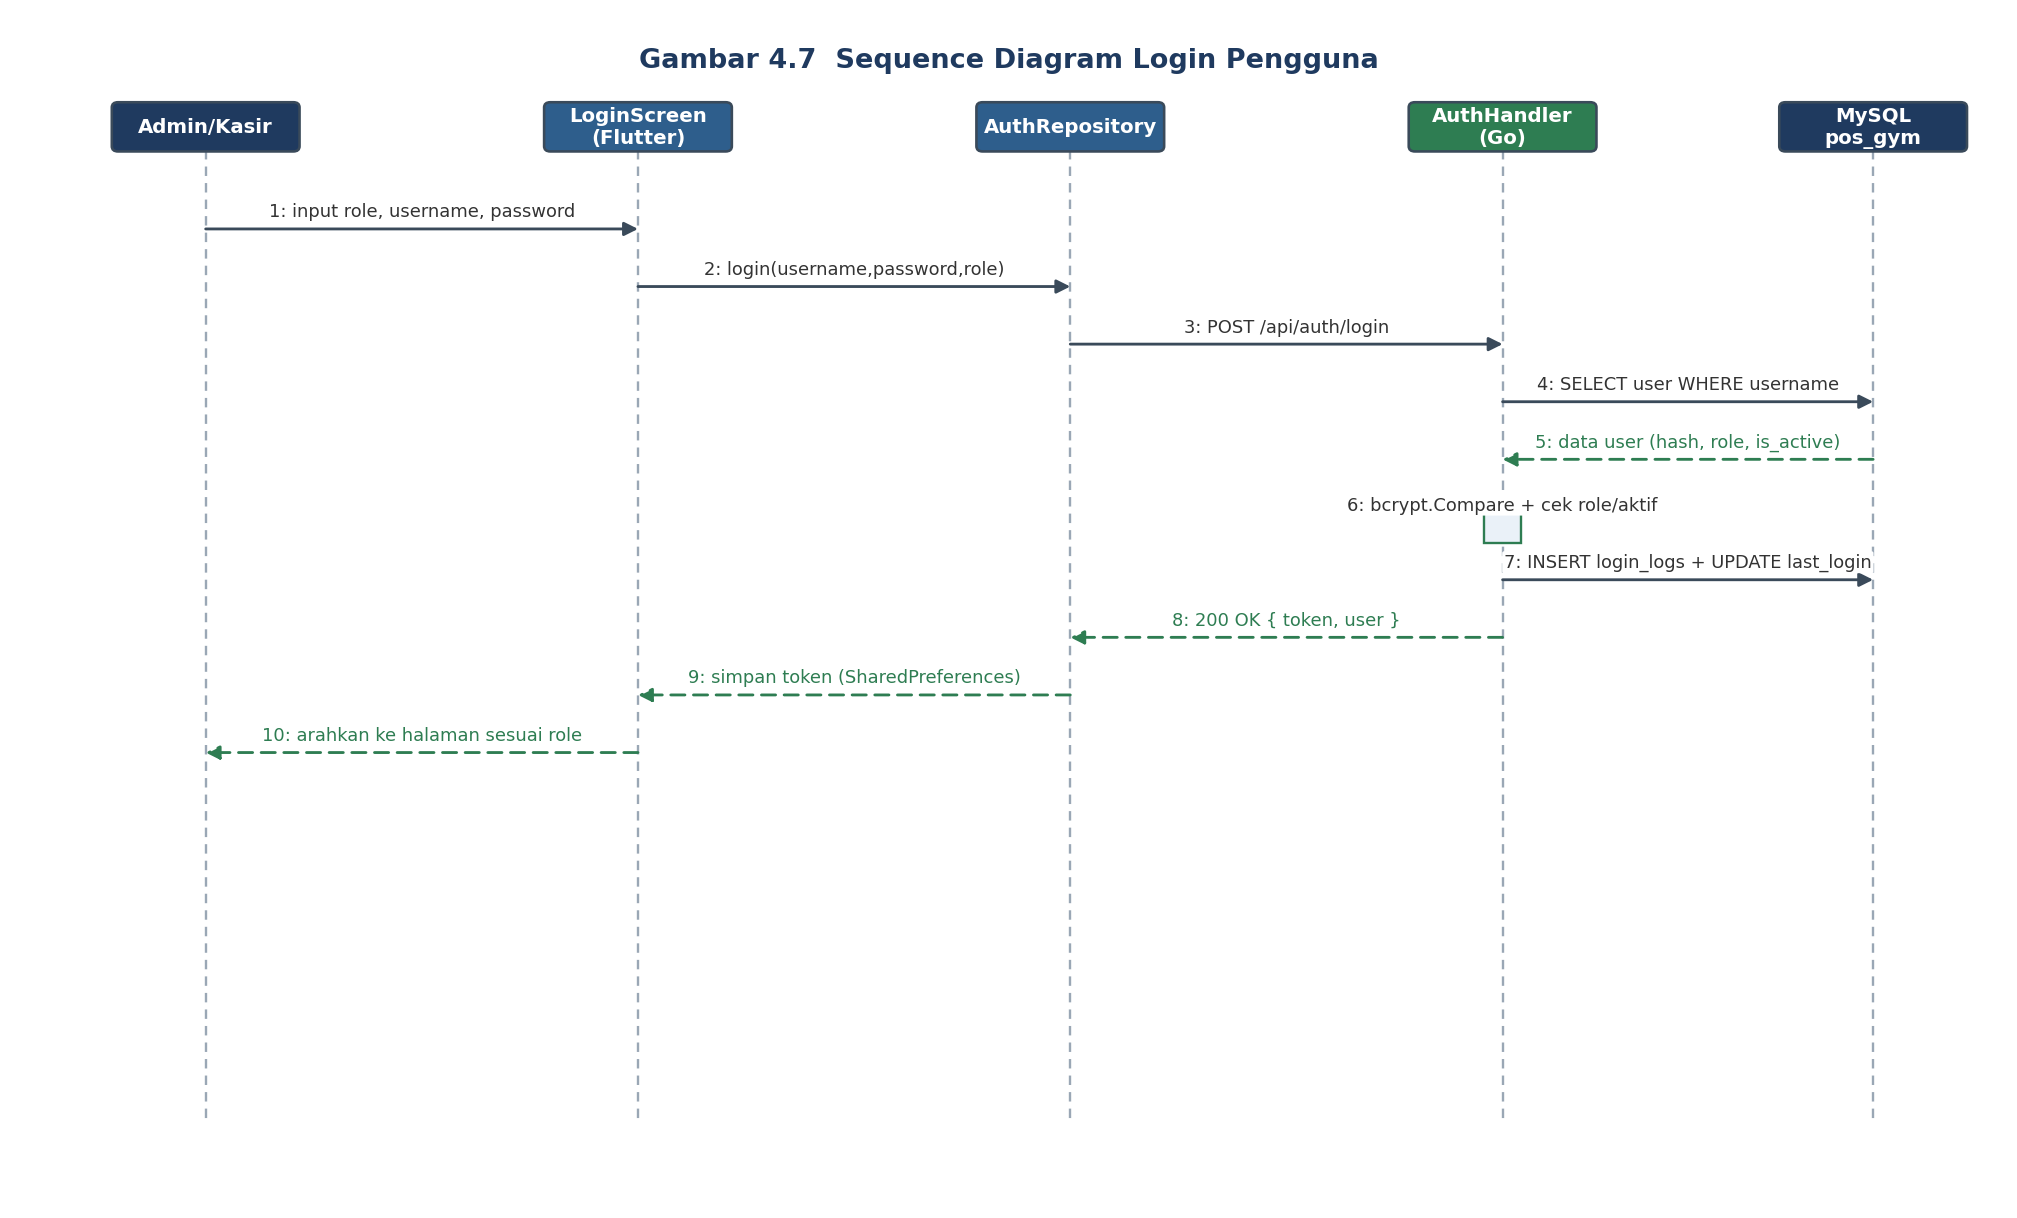 Gambar 4.7  Sequence Diagram Login Pengguna
Admin/Kasir
LoginScreen
(Flutter)
AuthRepository
AuthHandler
(Go)
MySQL
pos_gym
1: input role, username, password
2: login(username,password,role)
3: POST /api/auth/login
4: SELECT user WHERE username
5: data user (hash, role, is_active)
6: bcrypt.Compare + cek role/aktif
7: INSERT login_logs + UPDATE last_login
8: 200 OK { token, user }
9: simpan token (SharedPreferences)
10: arahkan ke halaman sesuai role